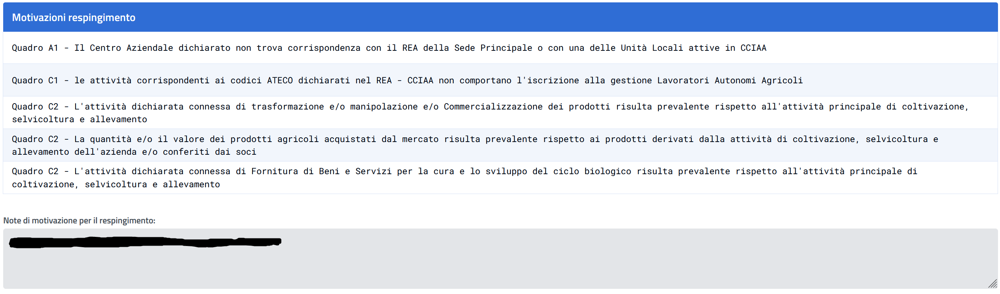 Motivazioni respingimento
Quadro A1 - Il Centro Aziendale dichiarato non trova corrispondenza con il REA della Sede Principale o con una delle Unità Locali attive in CCIAA
Quadro C1 - le attività corrispondenti ai codici ATECO dichiarati nel REA - CCIAA non comportano l'iscrizione alla gestione Lavoratori Autonomi Agricoli
Quadro C2 - L'attività dichiarata connessa di trasformazione e/o manipolazione e/o Commercializzazione dei prodotti risulta prevalente rispetto all'attività principale di coltivazione,
selvicoltura e allevamento
Quadro C2 - La quantità e/o il valore dei prodotti agricoli acquistati dal mercato risulta prevalente rispetto ai prodotti derivati dalla attività di coltivazione, selvicoltura e
allevamento dell'azienda e/o conferiti dai soci
Quadro C2 - L'attività dichiarata connessa di Fornitura di Beni e Servizi per la cura e lo sviluppo del ciclo biologico risulta prevalente rispetto all'attività principale di
coltivazione, selvicoltura e allevamento
Note di motivazione per il respingimento: